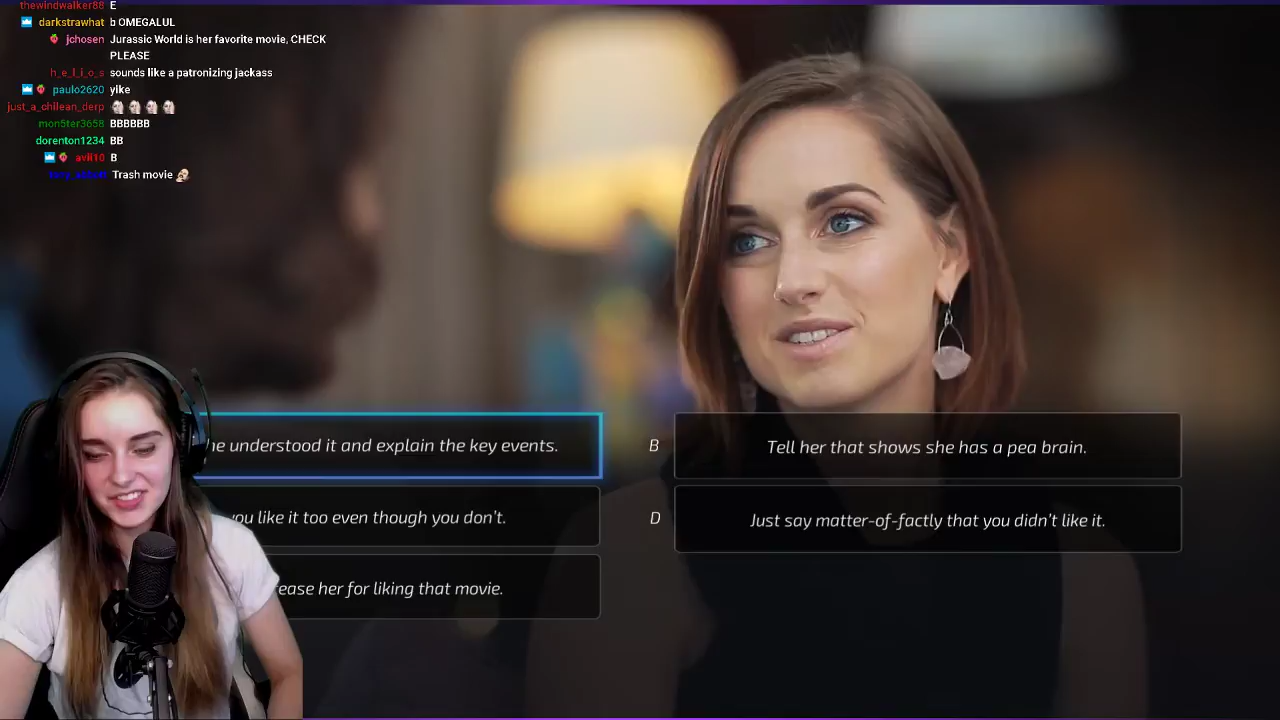 thewindwalker88 E
darkstrawhat b OMEGALUL
jchosen Jurassic World is her favorite movie, CHECK
PLEASE
h_e_l_i_o_s sounds like a patronizing jackass
paulo2620 yike
just_a_chilean_derp
mon5ter3658 BBBBBB
dorenton1234 BB
avil10 B
Trash movie
he understood it and explain the key events.
B Tell her that shows she has a pea brain.
you like it too even though you don't.
D Just say matter-of-factly that you didn't like it.
tease her for liking that movie.